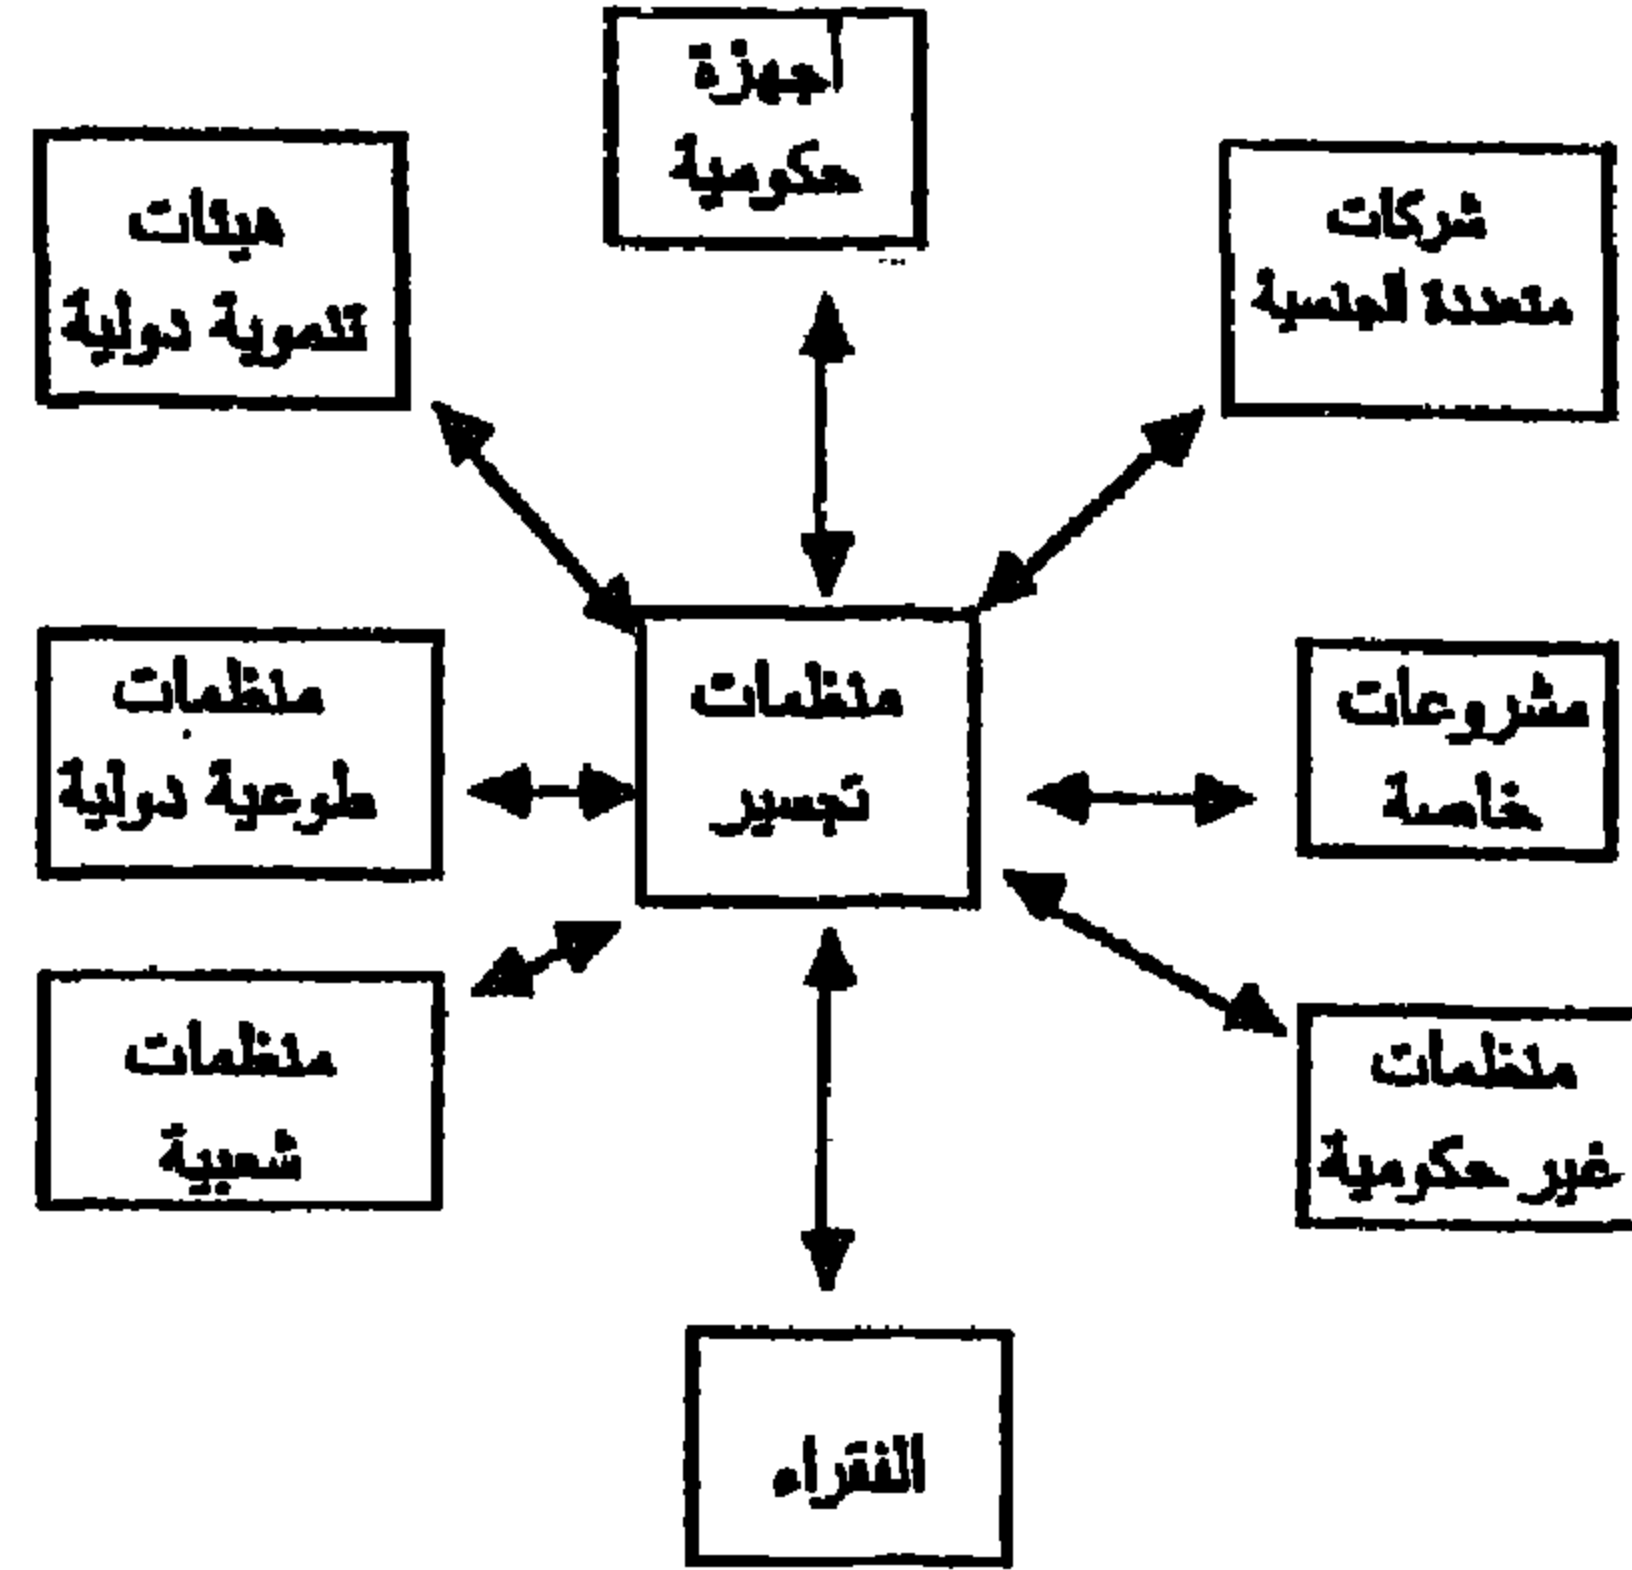 أجهزة
حكومية
شركات
متعددة الجنسية
هيئات
تنموية دولية
مشروعات
خاصة
منظمات
تجسير
منظمات
طوعية دولية
منظمات
غير حكومية
منظمات
شعبية
الفقراء